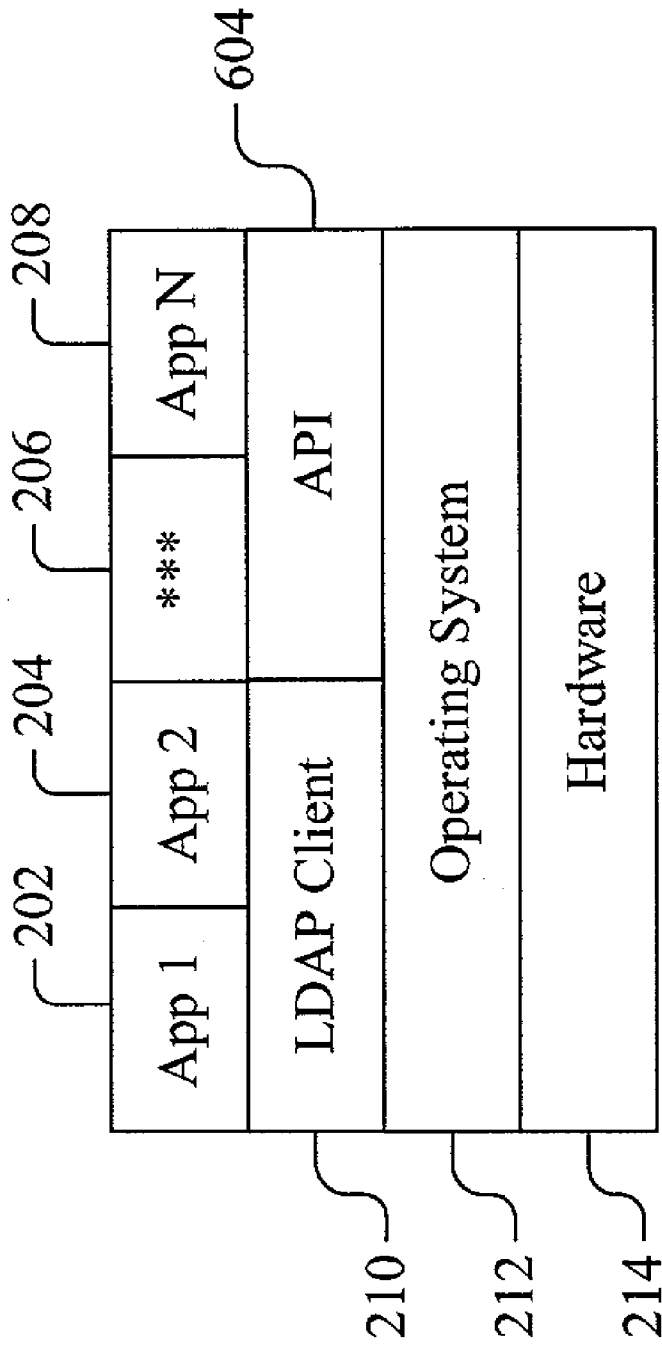 202
204
206
208
App 1
App 2
***
App N
604
LDAP Client
API
210
Operating System
212
Hardware
214